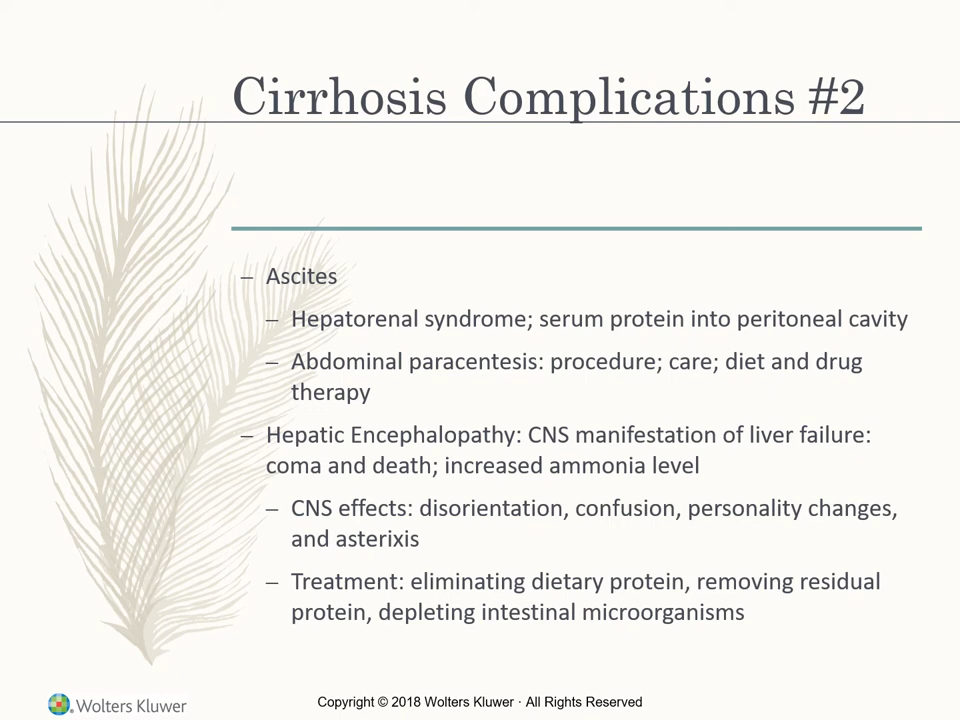 Cirrhosis Complications #2
– Ascites
– Hepatorenal syndrome; serum protein into peritoneal cavity
– Abdominal paracentesis: procedure; care; diet and drug
therapy
– Hepatic Encephalopathy: CNS manifestation of liver failure:
coma and death; increased ammonia level
– CNS effects: disorientation, confusion, personality changes,
and asterixis
– Treatment: eliminating dietary protein, removing residual
protein, depleting intestinal microorganisms
Wolters Kluwer
Copyright © 2018 Wolters Kluwer · All Rights Reserved